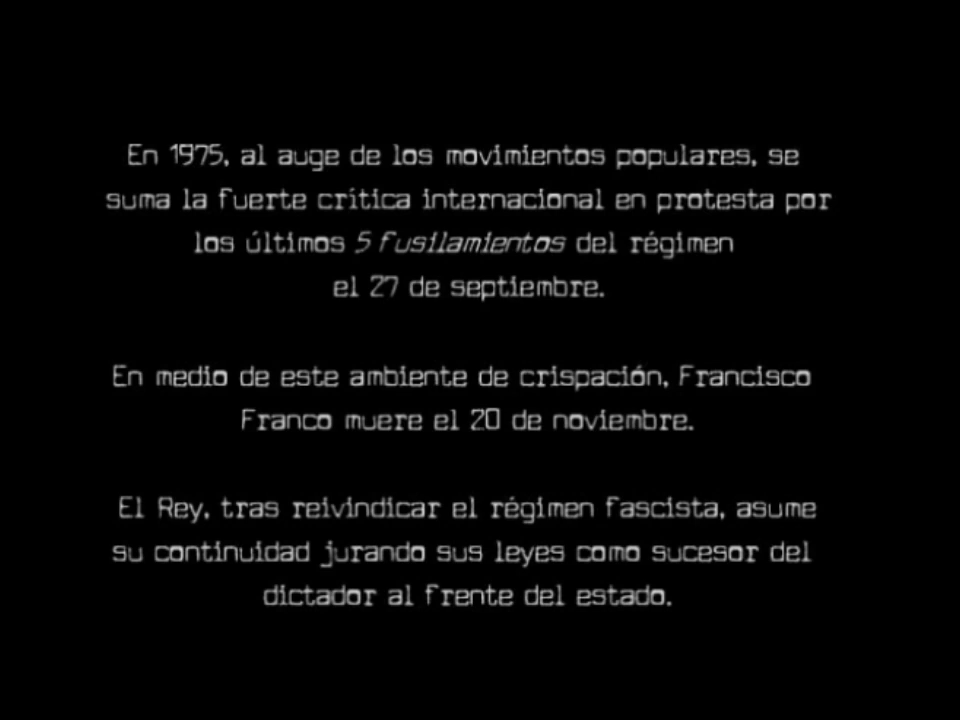 En 1975, al auge de los movimientos populares, se
suma la fuerte crítica internacional en protesta por
los últimos 5 fusilamientos del régimen
el 27 de septiembre.
En medio de este ambiente de crispación, Francisco
Franco muere el 20 de noviembre.
El Rey, tras reivindicar el régimen fascista, asume
su continuidad jurando sus leyes como sucesor del
dictador al frente del estado.